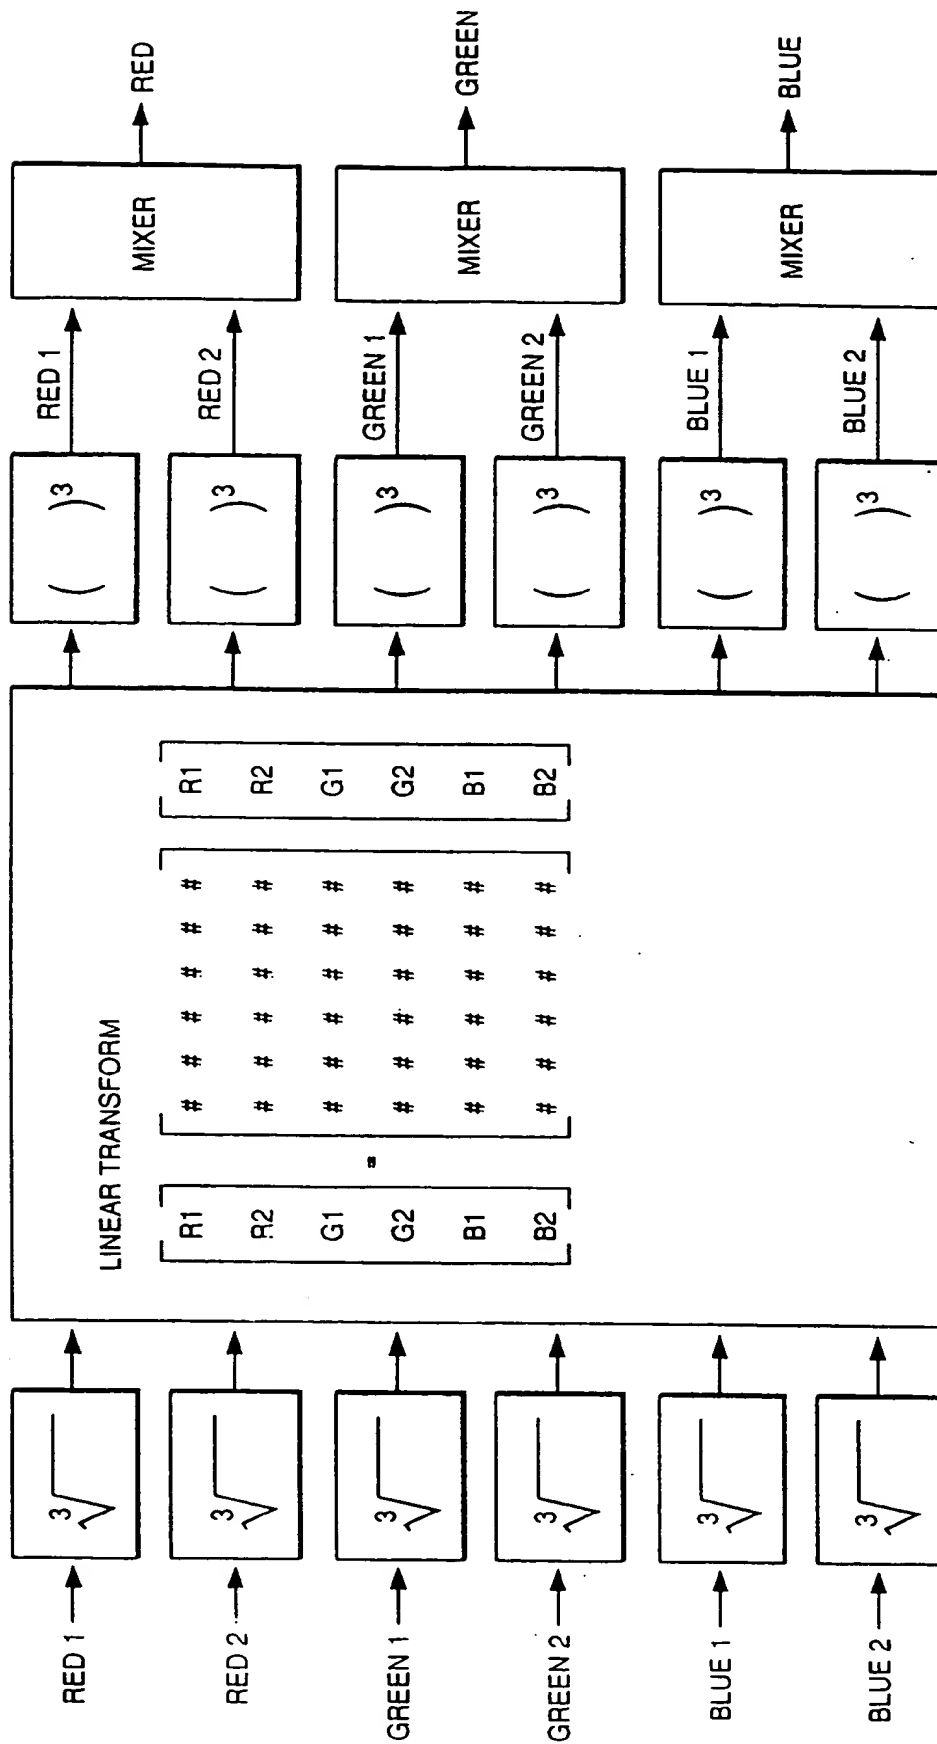 RED 1
RED 2
GREEN 1
GREEN 2
BLUE 1
BLUE 2
3√
3√
3√
3√
3√
3√
LINEAR TRANSFORM
R1 # # # # # # R1
R2 # # # # # # R2
G1 # # # # # # G1
=
G2 # # # # # # G2
B1 # # # # # # B1
B2 # # # # # # B2
( )3
( )3
( )3
( )3
( )3
( )3
RED 1
RED 2
GREEN 1
GREEN 2
BLUE 1
BLUE 2
MIXER
MIXER
MIXER
RED
GREEN
BLUE